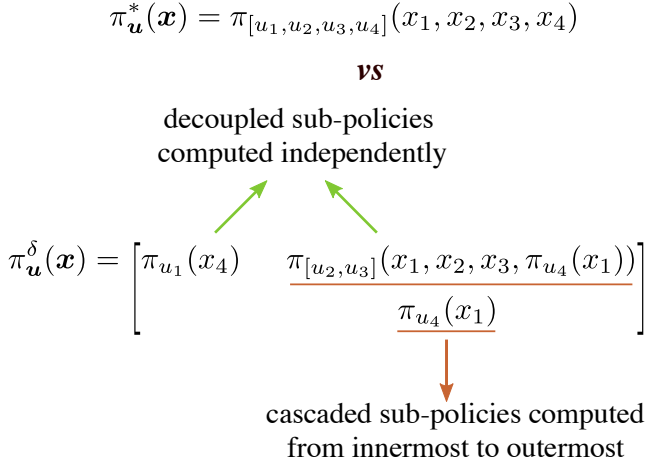 π*_𝒖(𝒙) = π_[u₁,u₂,u₃,u₄](x₁, x₂, x₃, x₄)
vs
decoupled sub-policies
computed independently
π^δ_𝒖(𝒙) = [π_u₁(x₄) π_[u₂,u₃](x₁, x₂, x₃, π_u₄(x₁))
π_u₄(x₁)]
cascaded sub-policies computed
from innermost to outermost